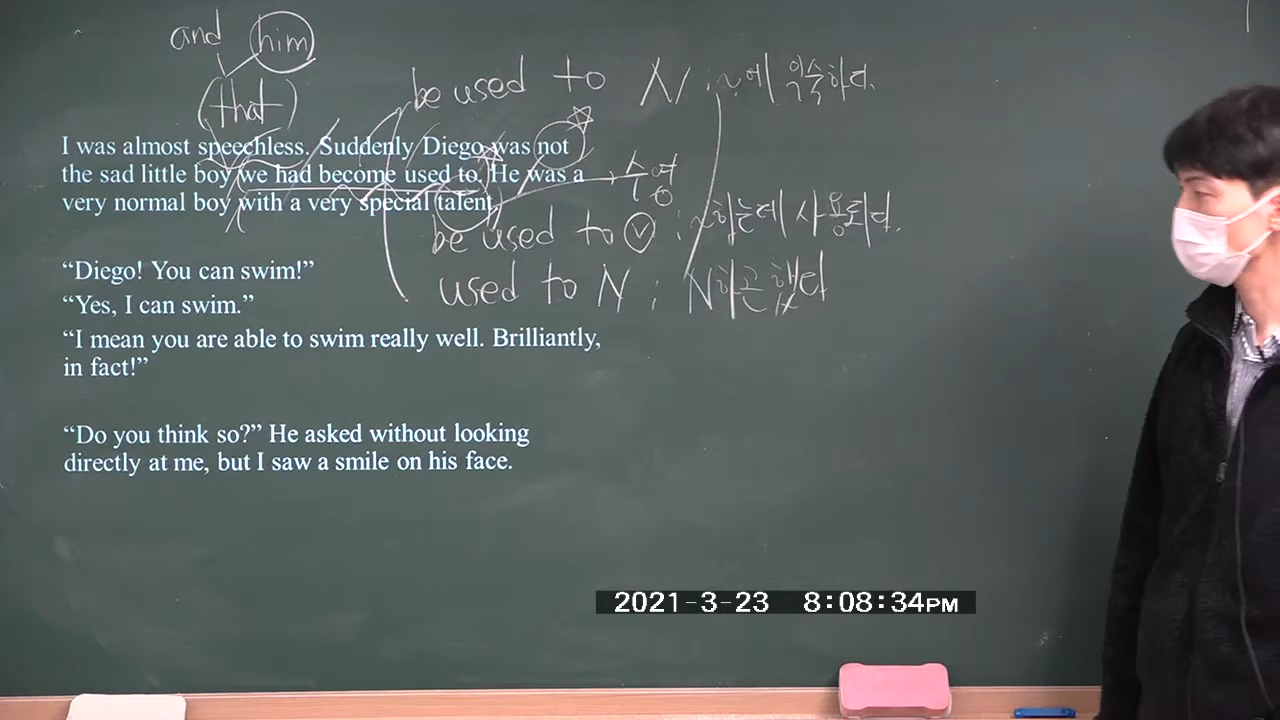 and him
(that)
be used to N : ~에 익숙하다.
I was almost speechless. Suddenly Diego was not
the sad little boy we had become used to. He was a
very normal boy with a very special talent.
수영
be used to ⓥ : ~하는데 사용되다.
used to N : N하곤 했다
“Diego! You can swim!”
“Yes, I can swim.”
“I mean you are able to swim really well. Brilliantly,
in fact!”
“Do you think so?” He asked without looking
directly at me, but I saw a smile on his face.
2021-3-23 8:08:34PM